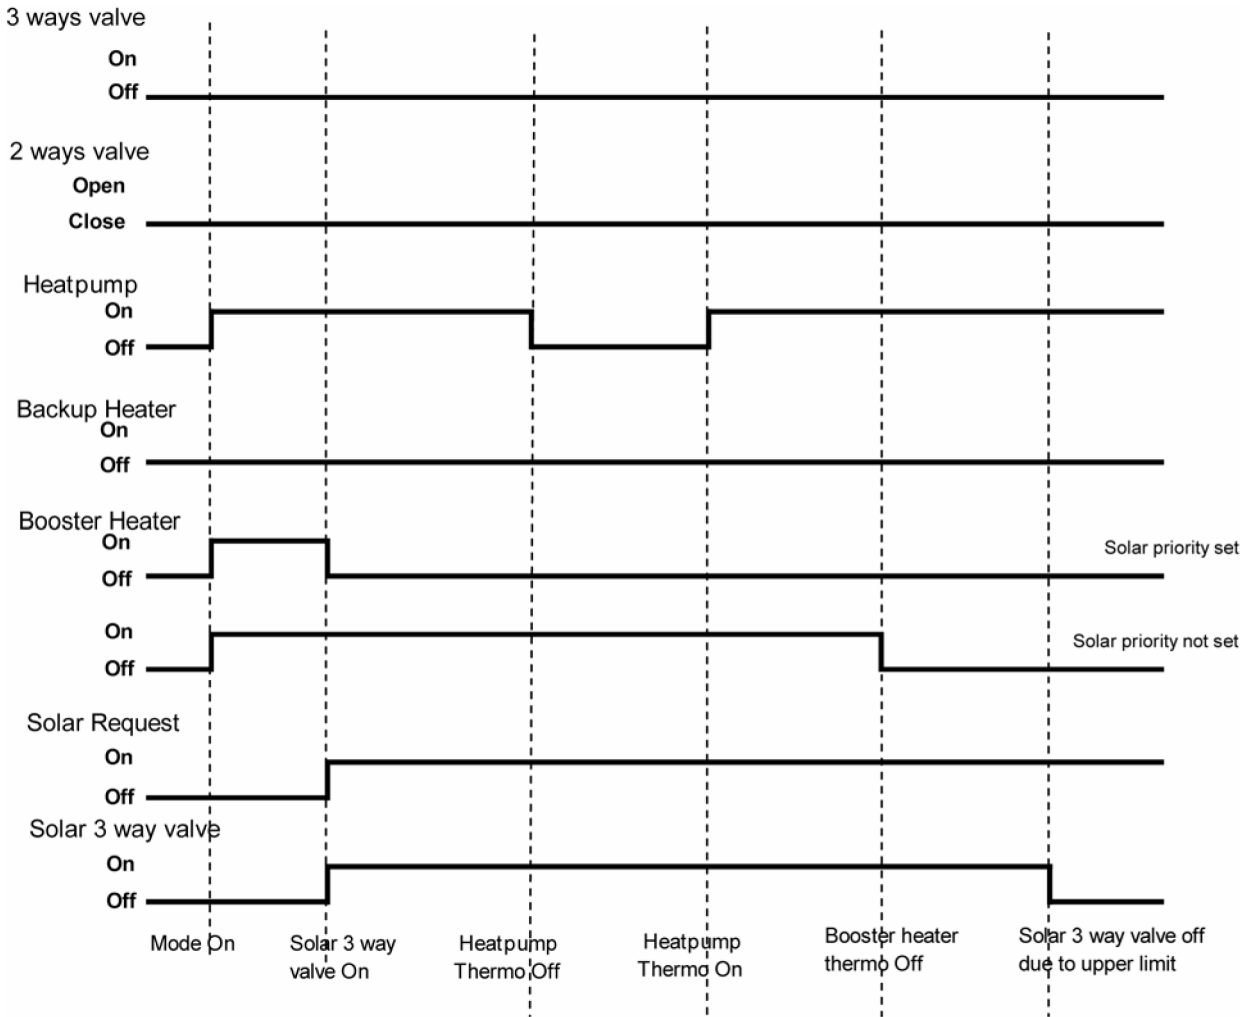 3 ways valve
On
Off
2 ways valve
Open
Close
Heatpump
On
Off
Backup Heater
On
Off
Booster Heater
On
Solar priority set
Off
On
Solar priority not set
Off
Solar Request
On
Off
Solar 3 way valve
On
Off
Mode On
Solar 3 way
valve On
Heatpump
Thermo Off
Heatpump
Thermo On
Booster heater
thermo Off
Solar 3 way valve off
due to upper limit